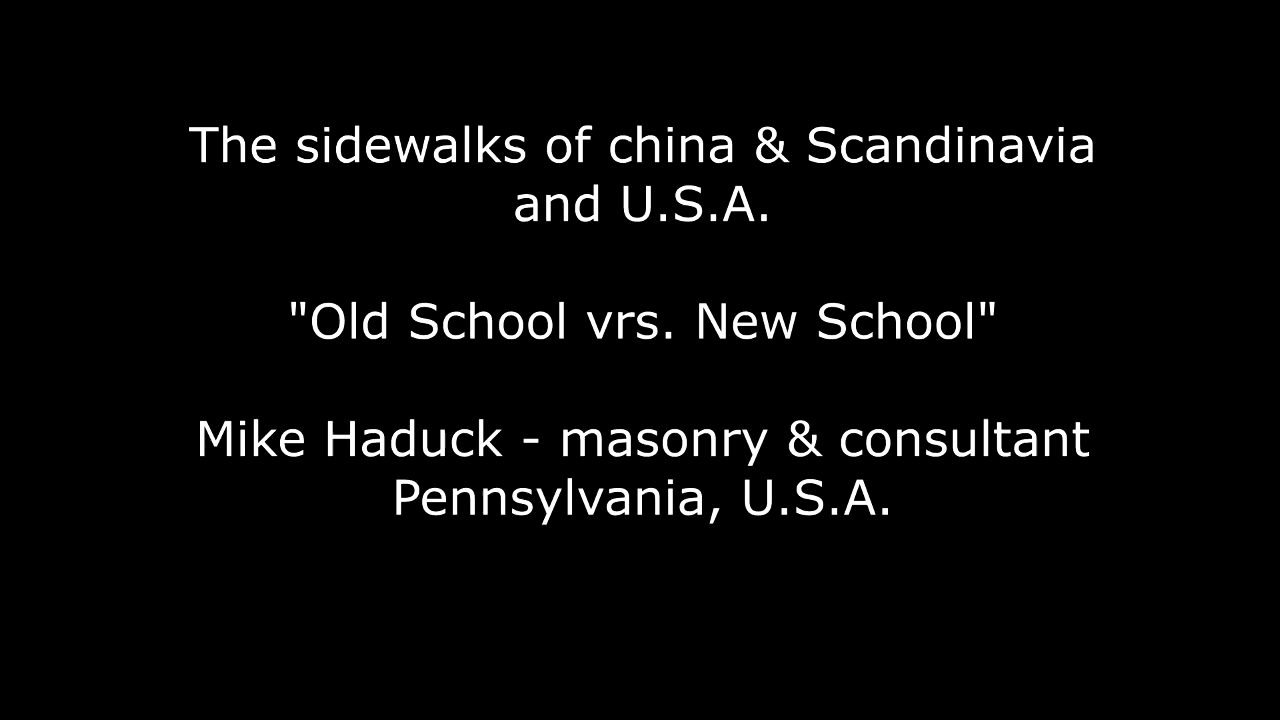 The sidewalks of china & Scandinavia
and U.S.A.
"Old School vrs. New School"
Mike Haduck - masonry & consultant
Pennsylvania, U.S.A.